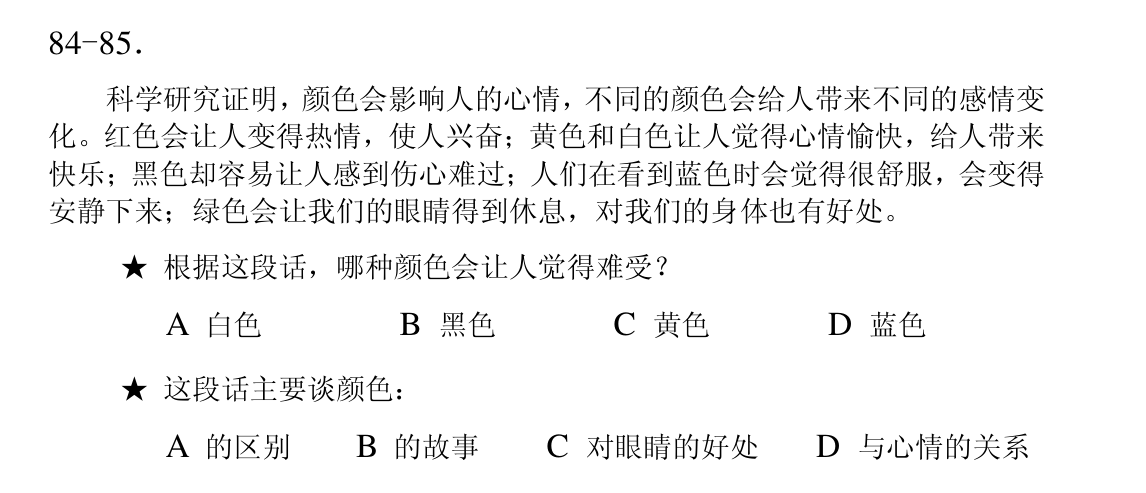 84-85.
科学研究证明，颜色会影响人的心情，不同的颜色会给人带来不同的感情变
化。红色会让人变得热情，使人兴奋；黄色和白色让人觉得心情愉快，给人带来
快乐；黑色却容易让人感到伤心难过；人们在看到蓝色时会觉得很舒服，会变得
安静下来；绿色会让我们的眼睛得到休息，对我们的身体也有好处。
★ 根据这段话，哪种颜色会让人觉得难受？
A 白色 B 黑色 C 黄色 D 蓝色
★ 这段话主要谈颜色：
A 的区别 B 的故事 C 对眼睛的好处 D 与心情的关系